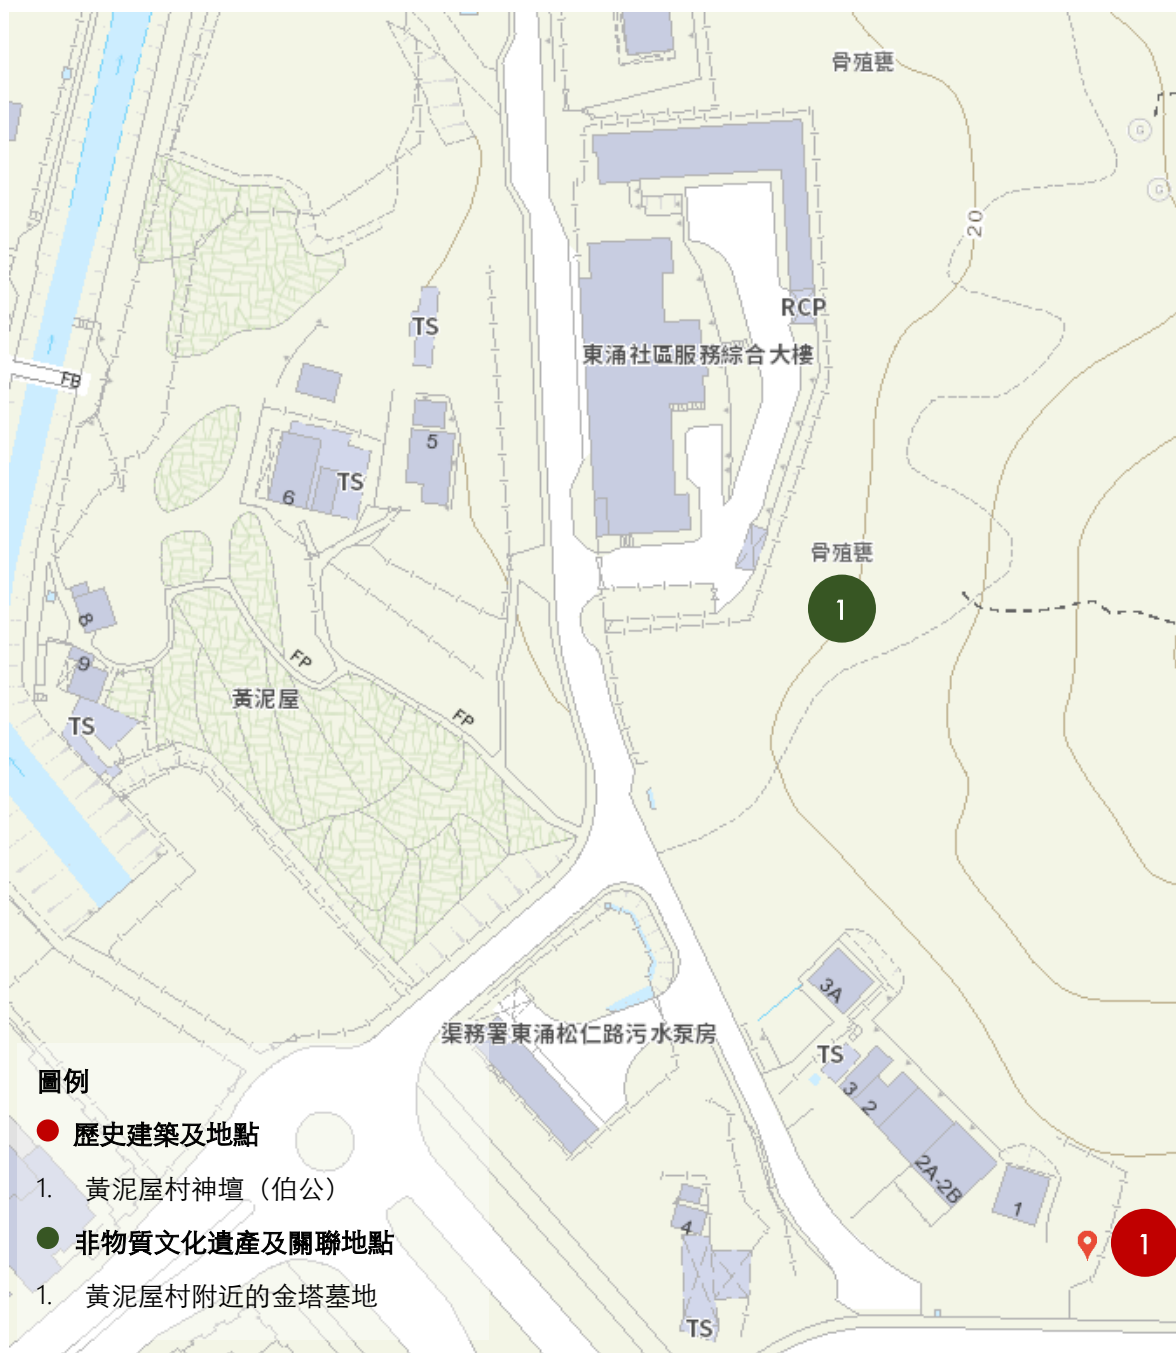 骨殖甕
G
G
20
RCP
TS
東涌社區服務綜合大樓
FB
5
TS
6
骨殖甕
1
8
FP
9
黃泥屋
FP
TS
3A
渠務署東涌松仁路污水泵房
TS
3
2
2A-2B
1
4
TS
1
圖例
歷史建築及地點
1. 黃泥屋村神壇（伯公）
非物質文化遺產及關聯地點
1. 黃泥屋村附近的金塔墓地